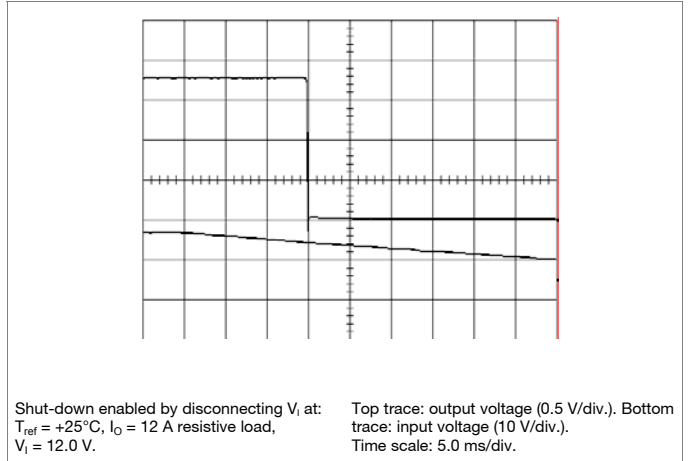 Shut-down enabled by disconnecting VI at:
Tref = +25°C, IO = 12 A resistive load,
VI = 12.0 V.
Top trace: output voltage (0.5 V/div.). Bottom
trace: input voltage (10 V/div.).
Time scale: 5.0 ms/div.